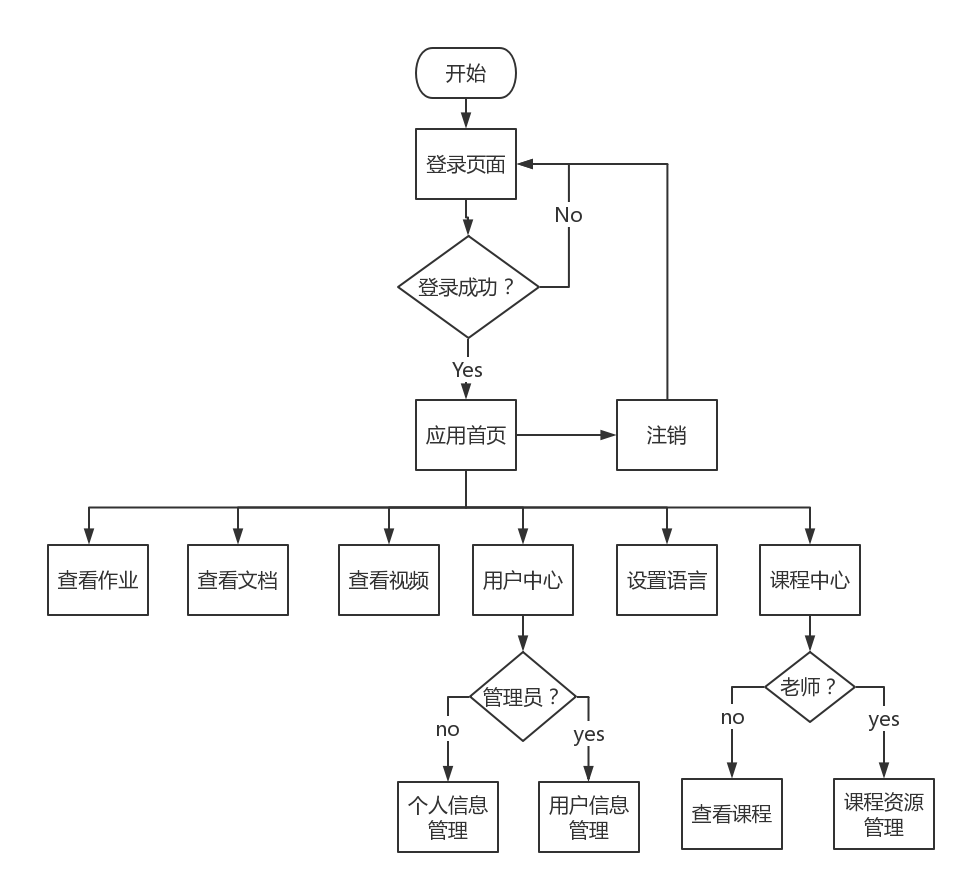 开始
登录页面
No
登录成功？
Yes
应用首页
注销
查看作业
查看文档
查看视频
用户中心
设置语言
课程中心
管理员？
老师？
no
yes
no
yes
个人信息
管理
用户信息
管理
查看课程
课程资源
管理